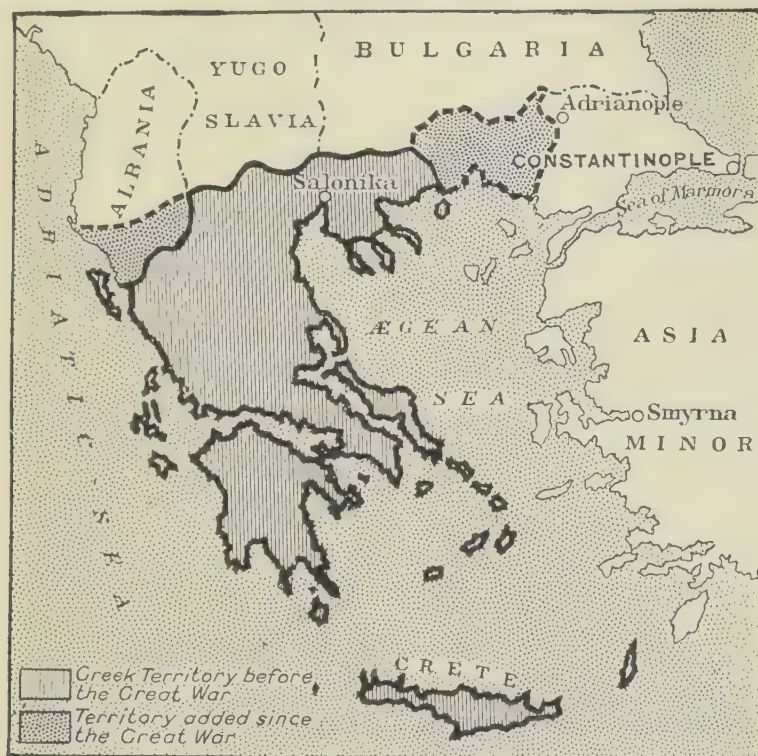 BULGARIA
YUGO
SLAVIA
ALBANIA
Adrianople
CONSTANTINOPLE
Salonika
Sea of Marmora
ADRIATIC SEA
ÆGEAN
SEA
ASIA
Smyrna
MINOR
CRETE
Greek Territory before
the Great War
Territory added since
the Great War